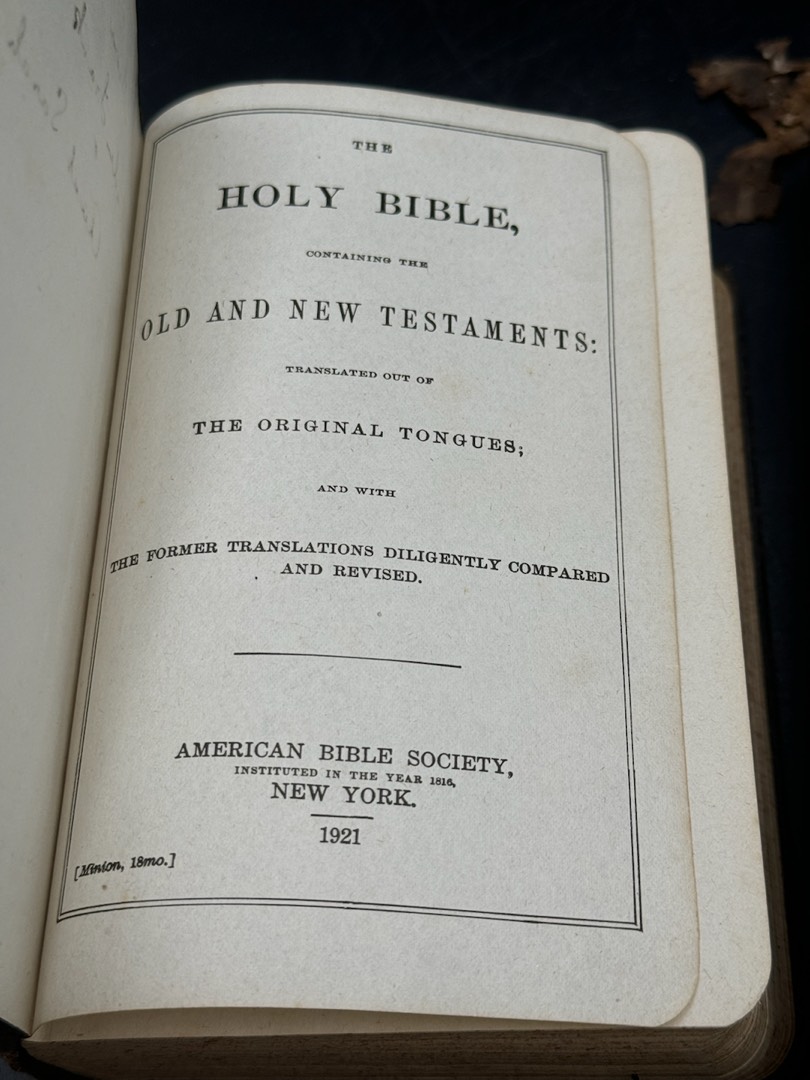 THE
HOLY BIBLE,
CONTAINING THE
OLD AND NEW TESTAMENTS:
TRANSLATED OUT OF
THE ORIGINAL TONGUES;
AND WITH
THE FORMER TRANSLATIONS DILIGENTLY COMPARED
AND REVISED.
AMERICAN BIBLE SOCIETY,
INSTITUTED IN THE YEAR 1816,
NEW YORK.
1921
[Minion, 18mo.]